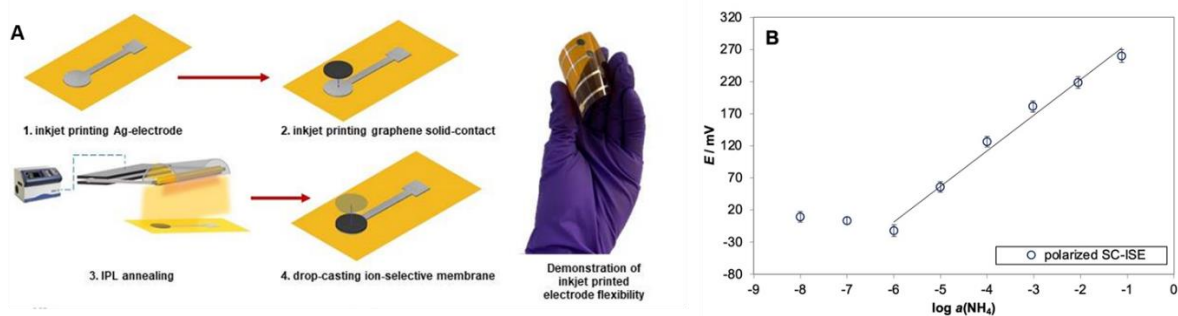 A
1. inkjet printing Ag-electrode
2. inkjet printing graphene solid-contact
3. IPL annealing
4. drop-casting ion-selective membrane
Demonstration of
inkjet printed
electrode flexibility
B
E / mV
270
220
170
120
70
20
-30
-80
-9 -8 -7 -6 -5 -4 -3 -2 -1 0
log a(NH4)
polarized SC-ISE